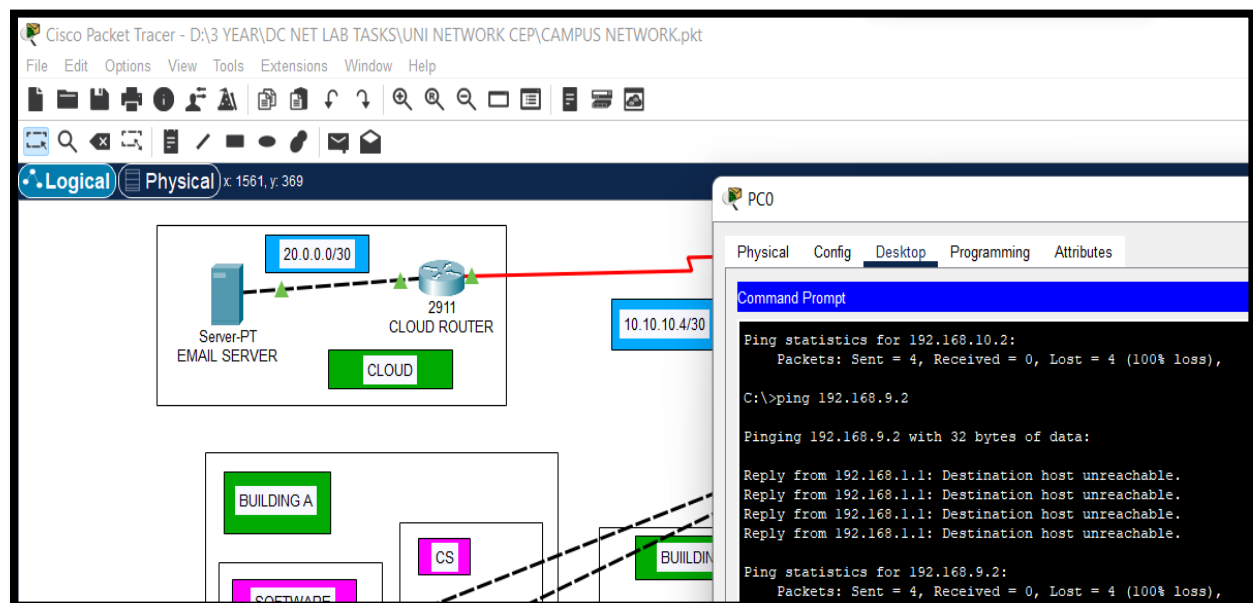 Cisco Packet Tracer - D:\3 YEAR\DC NET LAB TASKS\UNI NETWORK CEP\CAMPUS NETWORK.pkt
File Edit Options View Tools Extensions Window Help
Logical Physical x: 1561, y: 369
PC0
Physical Config Desktop Programming Attributes
Command Prompt
Ping statistics for 192.168.10.2:
Packets: Sent = 4, Received = 0, Lost = 4 (100% loss),
C:\>ping 192.168.9.2
Pinging 192.168.9.2 with 32 bytes of data:
Reply from 192.168.1.1: Destination host unreachable.
Reply from 192.168.1.1: Destination host unreachable.
Reply from 192.168.1.1: Destination host unreachable.
Reply from 192.168.1.1: Destination host unreachable.
Ping statistics for 192.168.9.2:
Packets: Sent = 4, Received = 0, Lost = 4 (100% loss),
20.0.0.0/30
Server-PT
EMAIL SERVER
2911
CLOUD ROUTER
CLOUD
10.10.10.4/30
BUILDING A
CS
SOFTWARE
BUILDIN